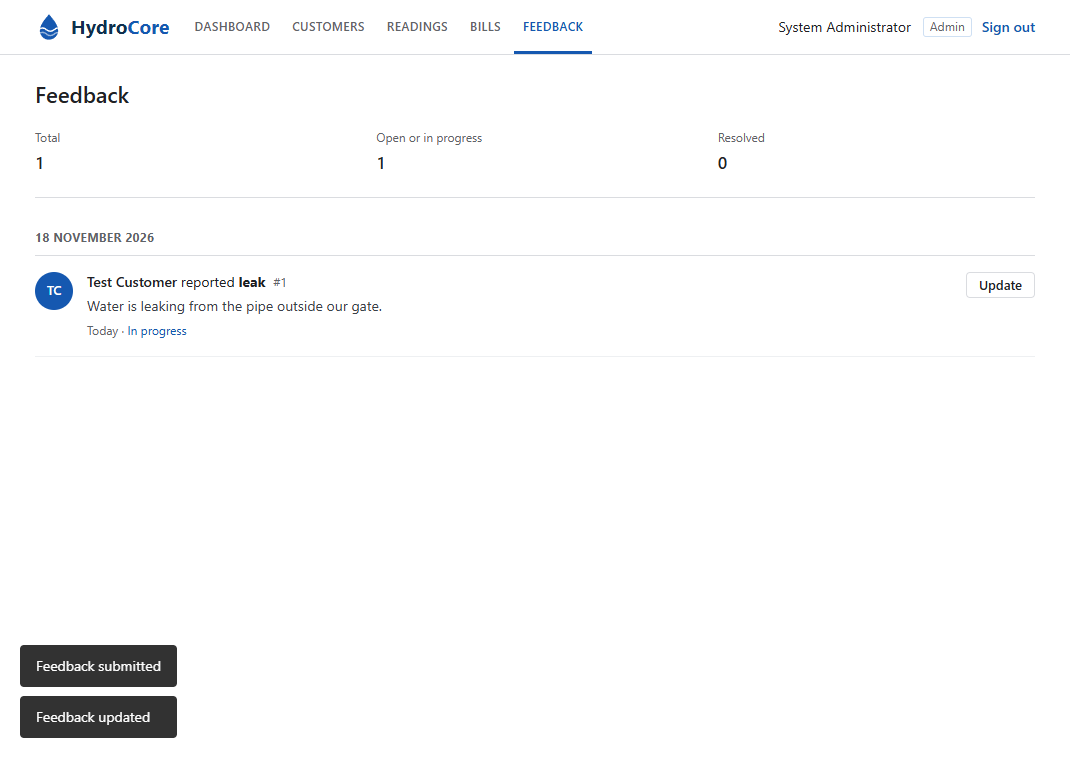 HydroCore DASHBOARD CUSTOMERS READINGS BILLS FEEDBACK System Administrator Admin Sign out
Feedback
Total Open or in progress Resolved
1 1 0
18 NOVEMBER 2026
TC Test Customer reported leak #1 Update
Water is leaking from the pipe outside our gate.
Today · In progress
Feedback submitted
Feedback updated